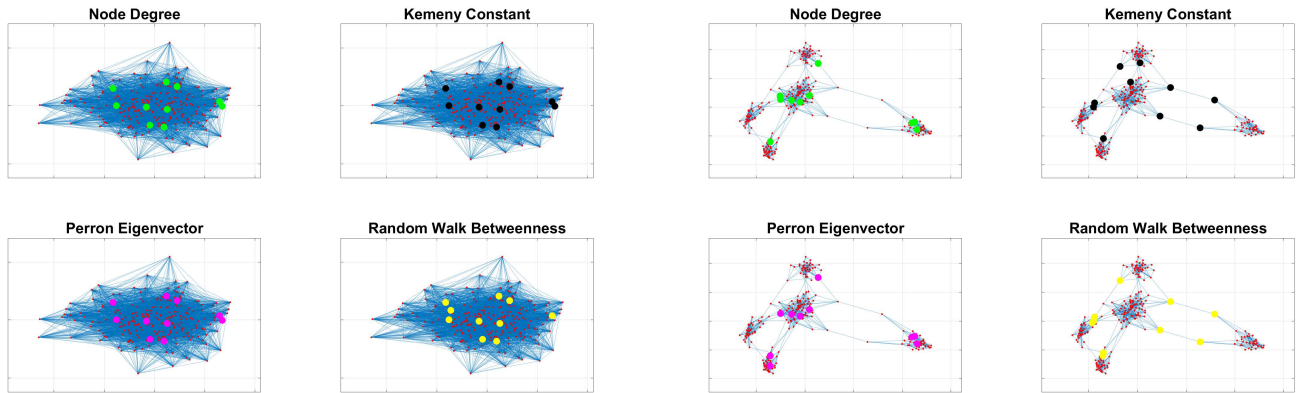 Node Degree
Kemeny Constant
Node Degree
Kemeny Constant
Perron Eigenvector
Random Walk Betweenness
Perron Eigenvector
Random Walk Betweenness